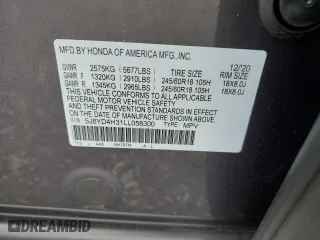 MFD BY HONDA OF AMERICA MFG.,INC. 12/20
GVWR 2575KG (5677LBS) TIRE SIZE RIM SIZE
GAWR F 1320KG (2910LBS) 245/60R18 105H 18X8.0J
GAWR R 1345KG (2965LBS) 245/60R18 105H 18X8.0J
THIS VEHICLE CONFORMS TO ALL APPLICABLE
FEDERAL MOTOR VEHICLE SAFETY, BUMPER, AND
THEFT PREVENTION STANDARDS IN EFFECT ON THE
DATE OF MANUFACTURE SHOWN ABOVE.
5J8YD4H31LL058300 TYPE: MPV
AutoBidMaster